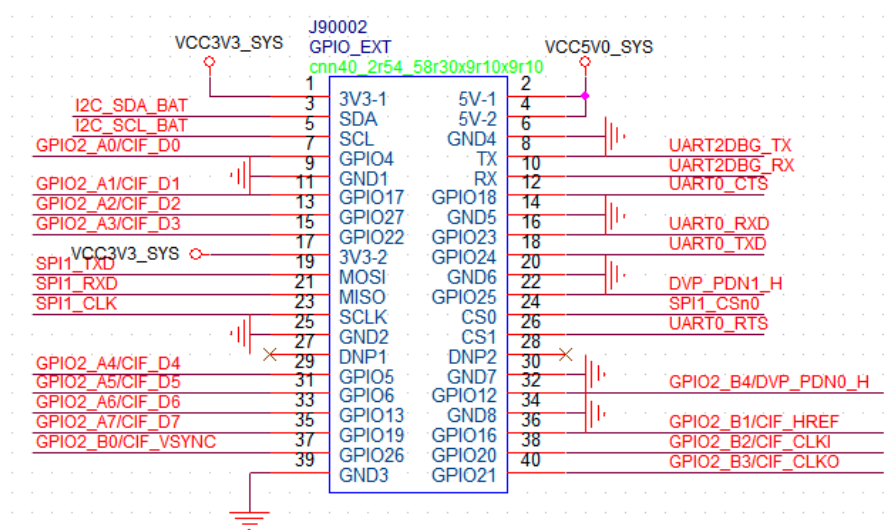 J90002
VCC3V3_SYS GPIO_EXT VCC5V0_SYS
cnn40_2r54_58r30x9r10x9r10
1 2
3V3-1 5V-1
I2C_SDA_BAT 3 4
SDA 5V-2
I2C_SCL_BAT 5 6
SCL GND4
GPIO2_A0/CIF_D0 7 8 UART2DBG_TX
GPIO4 TX
9 10 UART2DBG_RX
GND1 RX
GPIO2_A1/CIF_D1 11 12 UART0_CTS
GPIO17 GPIO18
GPIO2_A2/CIF_D2 13 14
GPIO27 GND5
GPIO2_A3/CIF_D3 15 16 UART0_RXD
GPIO22 GPIO23
VCC3V3_SYS 17 18 UART0_TXD
3V3-2 GPIO24
SPI1_TXD 19 20
MOSI GND6
SPI1_RXD 21 22 DVP_PDN1_H
MISO GPIO25
SPI1_CLK 23 24 SPI1_CSn0
SCLK CS0
25 26 UART0_RTS
GND2 CS1
27 28
DNP1 DNP2
GPIO2_A4/CIF_D4 29 30
GPIO5 GND7
GPIO2_A5/CIF_D5 31 32 GPIO2_B4/DVP_PDN0_H
GPIO6 GPIO12
GPIO2_A6/CIF_D6 33 34
GPIO13 GND8
GPIO2_A7/CIF_D7 35 36 GPIO2_B1/CIF_HREF
GPIO19 GPIO16
GPIO2_B0/CIF_VSYNC 37 38 GPIO2_B2/CIF_CLKI
GPIO26 GPIO20
39 40 GPIO2_B3/CIF_CLKO
GND3 GPIO21